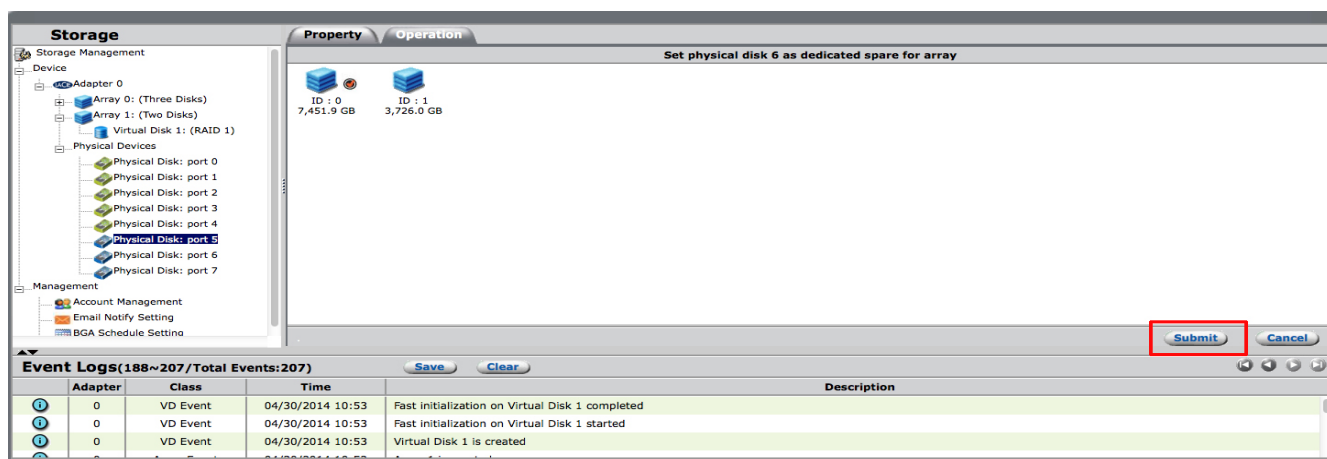 Storage
Storage Management
Device
Adapter 0
Array 0: (Three Disks)
Array 1: (Two Disks)
Virtual Disk 1: (RAID 1)
Physical Devices
Physical Disk: port 0
Physical Disk: port 1
Physical Disk: port 2
Physical Disk: port 3
Physical Disk: port 4
Physical Disk: port 5
Physical Disk: port 6
Physical Disk: port 7
Management
Account Management
Email Notify Setting
BGA Schedule Setting
Property Operation
Set physical disk 6 as dedicated spare for array
ID : 0 ID : 1
7,451.9 GB 3,726.0 GB
Submit Cancel
Event Logs(188~207/Total Events:207) Save Clear
Adapter Class Time Description
0 VD Event 04/30/2014 10:53 Fast initialization on Virtual Disk 1 completed
0 VD Event 04/30/2014 10:53 Fast initialization on Virtual Disk 1 started
0 VD Event 04/30/2014 10:53 Virtual Disk 1 is created